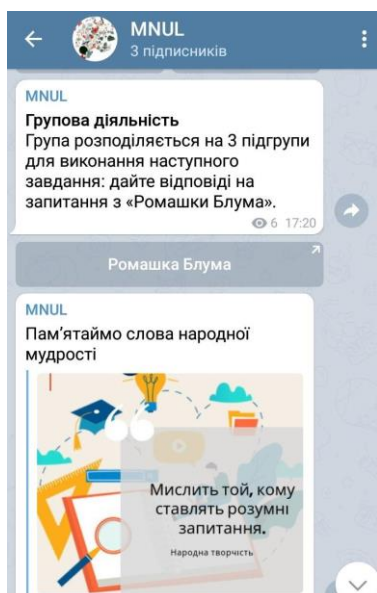 MNUL
3 підписників
MNUL
Групова діяльність
Група розподіляється на 3 підгрупи
для виконання наступного
завдання: дайте відповіді на
запитання з «Ромашки Блума».
6 17:20
Ромашка Блума
MNUL
Пам’ятаймо слова народної
мудрості
Мислить той, кому
ставлять розумні
запитання.
Народна творчість